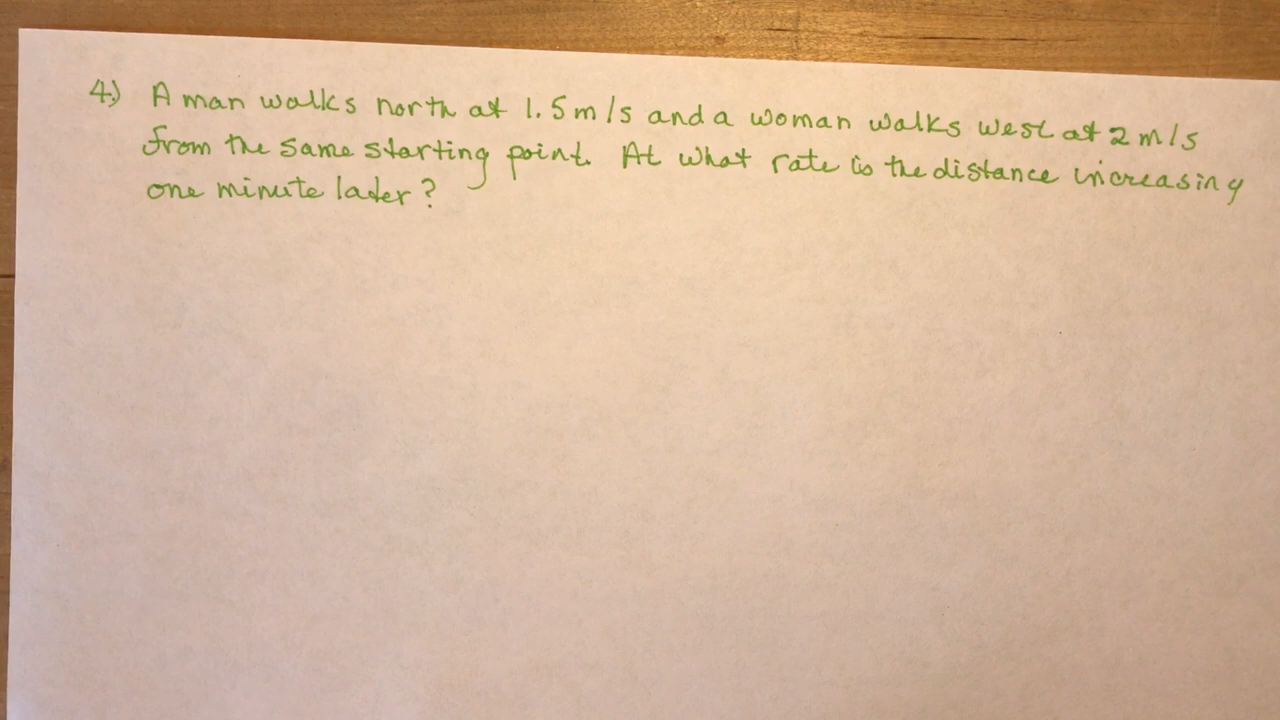 4.) A man walks north at 1.5 m/s and a woman walks west at 2 m/s
from the same starting point. At what rate is the distance increasing
one minute later?